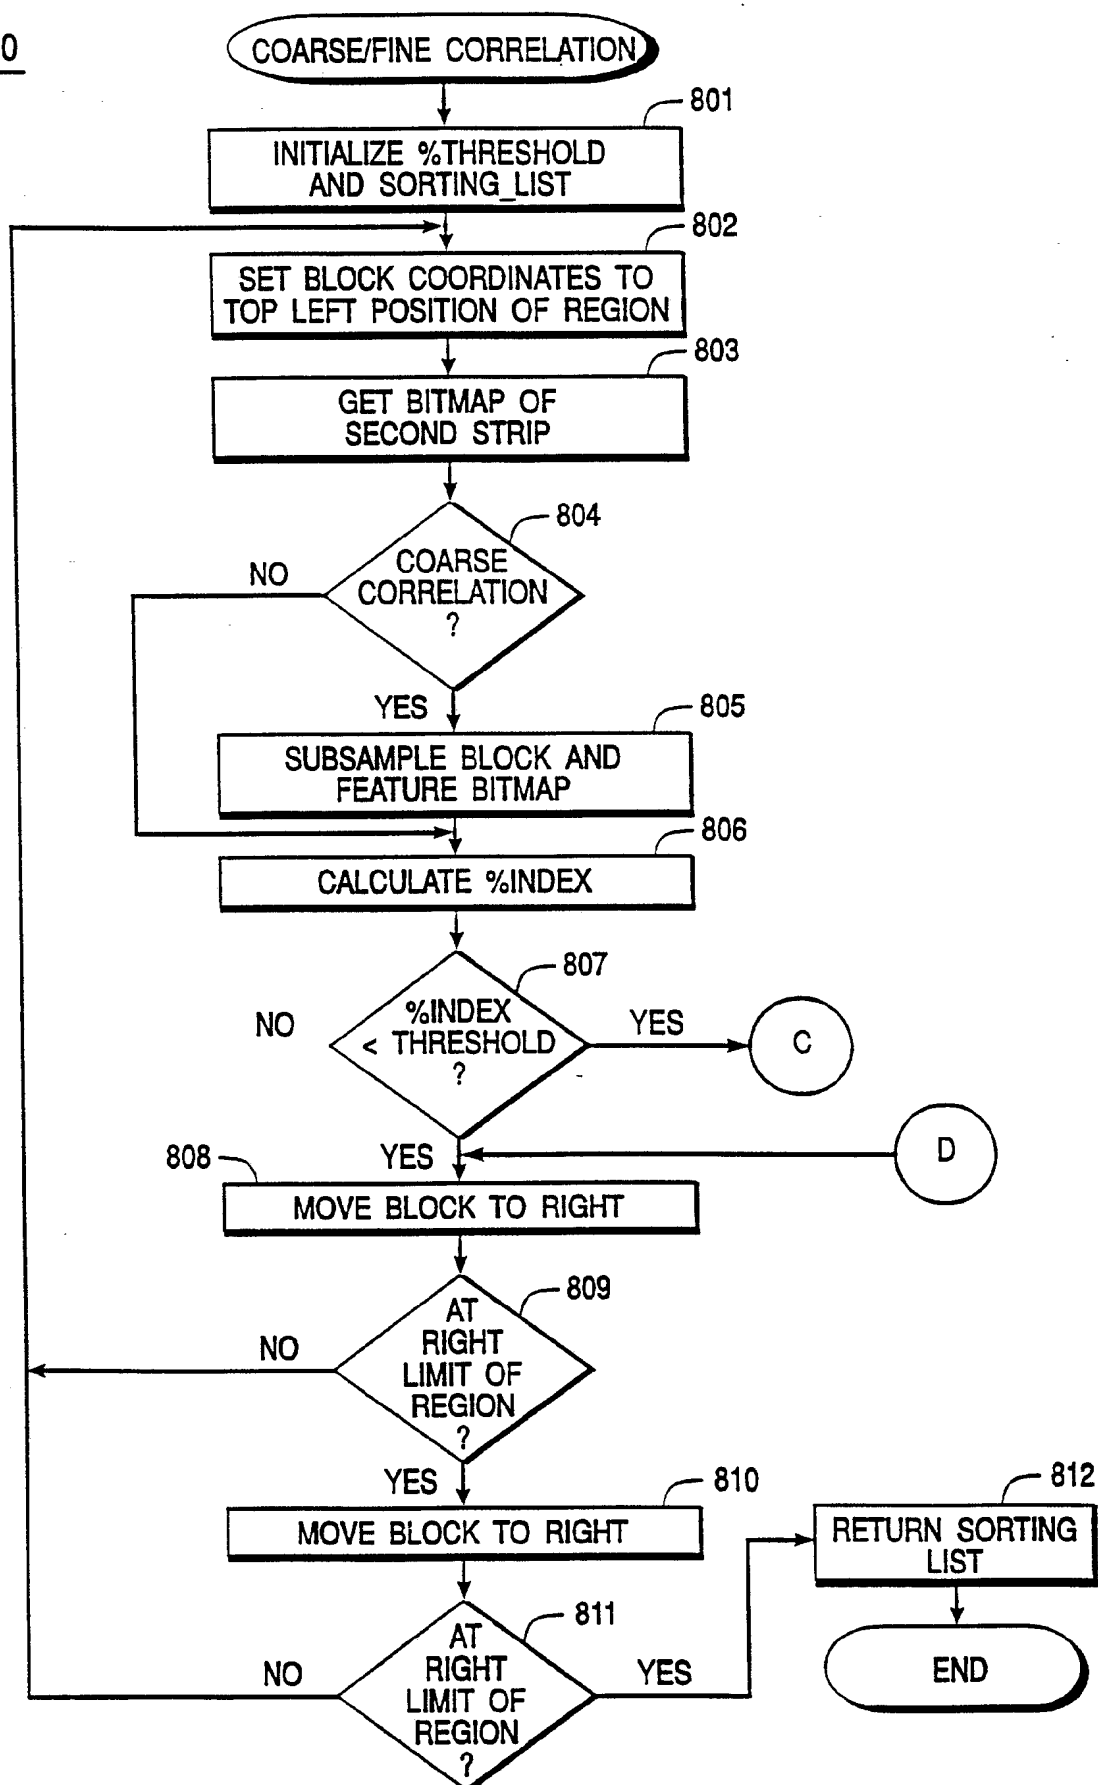 0
COARSE/FINE CORRELATION
801
INITIALIZE %THRESHOLD
AND SORTING_LIST
802
SET BLOCK COORDINATES TO
TOP LEFT POSITION OF REGION
803
GET BITMAP OF
SECOND STRIP
804
COARSE
CORRELATION
?
NO
YES
805
SUBSAMPLE BLOCK AND
FEATURE BITMAP
806
CALCULATE %INDEX
807
%INDEX
< THRESHOLD
?
NO
YES
C
D
YES
808
MOVE BLOCK TO RIGHT
809
AT
RIGHT
LIMIT OF
REGION
?
NO
YES
810
MOVE BLOCK TO RIGHT
812
RETURN SORTING
LIST
811
AT
RIGHT
LIMIT OF
REGION
?
NO
YES
END